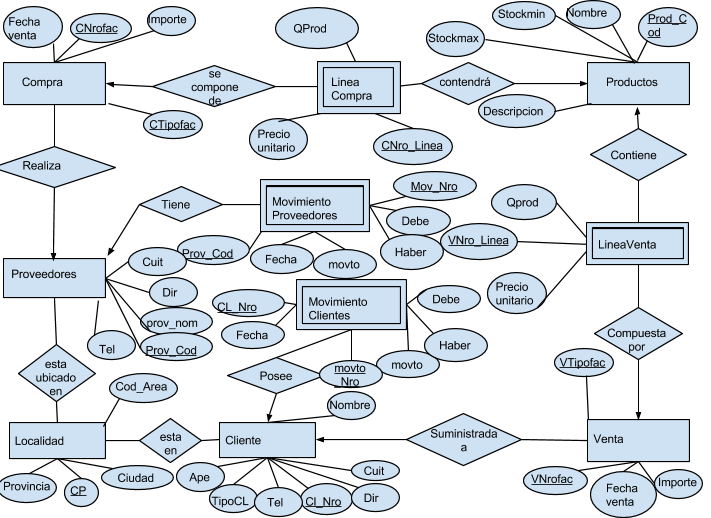 Fecha
venta
CNrofac
Importe
QProd
Stockmin
Nombre
Prod_C
od
Stockmax
Compra
se
compone
de
Linea
Compra
contendrá
Productos
CTipofac
Descripcion
Precio
unitario
CNro_Linea
Realiza
Contiene
Tiene
Movimiento
Proveedores
Mov_Nro
Debe
Haber
Qprod
VNro_Linea
LineaVenta
Prov_Cod
Fecha
movto
Cuit
Proveedores
Dir
prov_nom
Prov_Cod
Tel
CL_Nro
Fecha
Movimiento
Clientes
Debe
Haber
movto
Precio
unitario
Compuesta
por
esta
ubicado
en
Posee
movto
_Nro
VTipofac
Cod_Area
Nombre
Localidad
esta
en
Cliente
Suministrad
a
Venta
Provincia
CP
Ciudad
Ape
TipoCL
Tel
Cl_Nro
Dir
Cuit
VNrofac
Fecha
venta
Importe